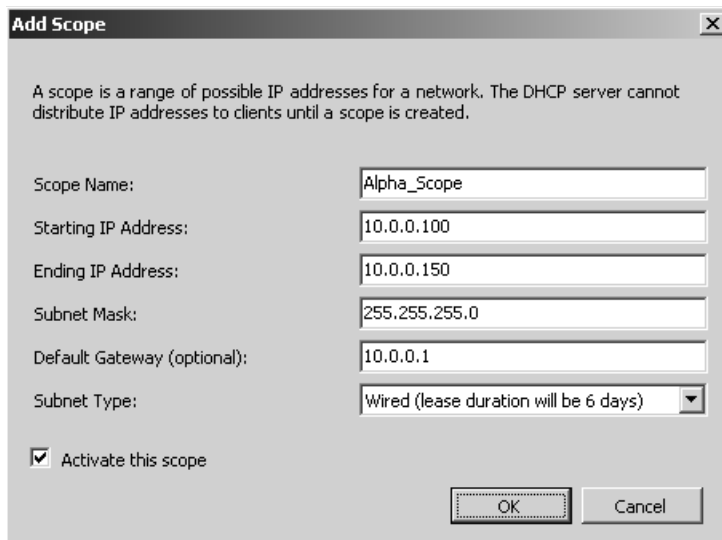 Add Scope
A scope is a range of possible IP addresses for a network. The DHCP server cannot
distribute IP addresses to clients until a scope is created.
Scope Name: Alpha_Scope
Starting IP Address: 10.0.0.100
Ending IP Address: 10.0.0.150
Subnet Mask: 255.255.255.0
Default Gateway (optional): 10.0.0.1
Subnet Type: Wired (lease duration will be 6 days)
Activate this scope
OK Cancel